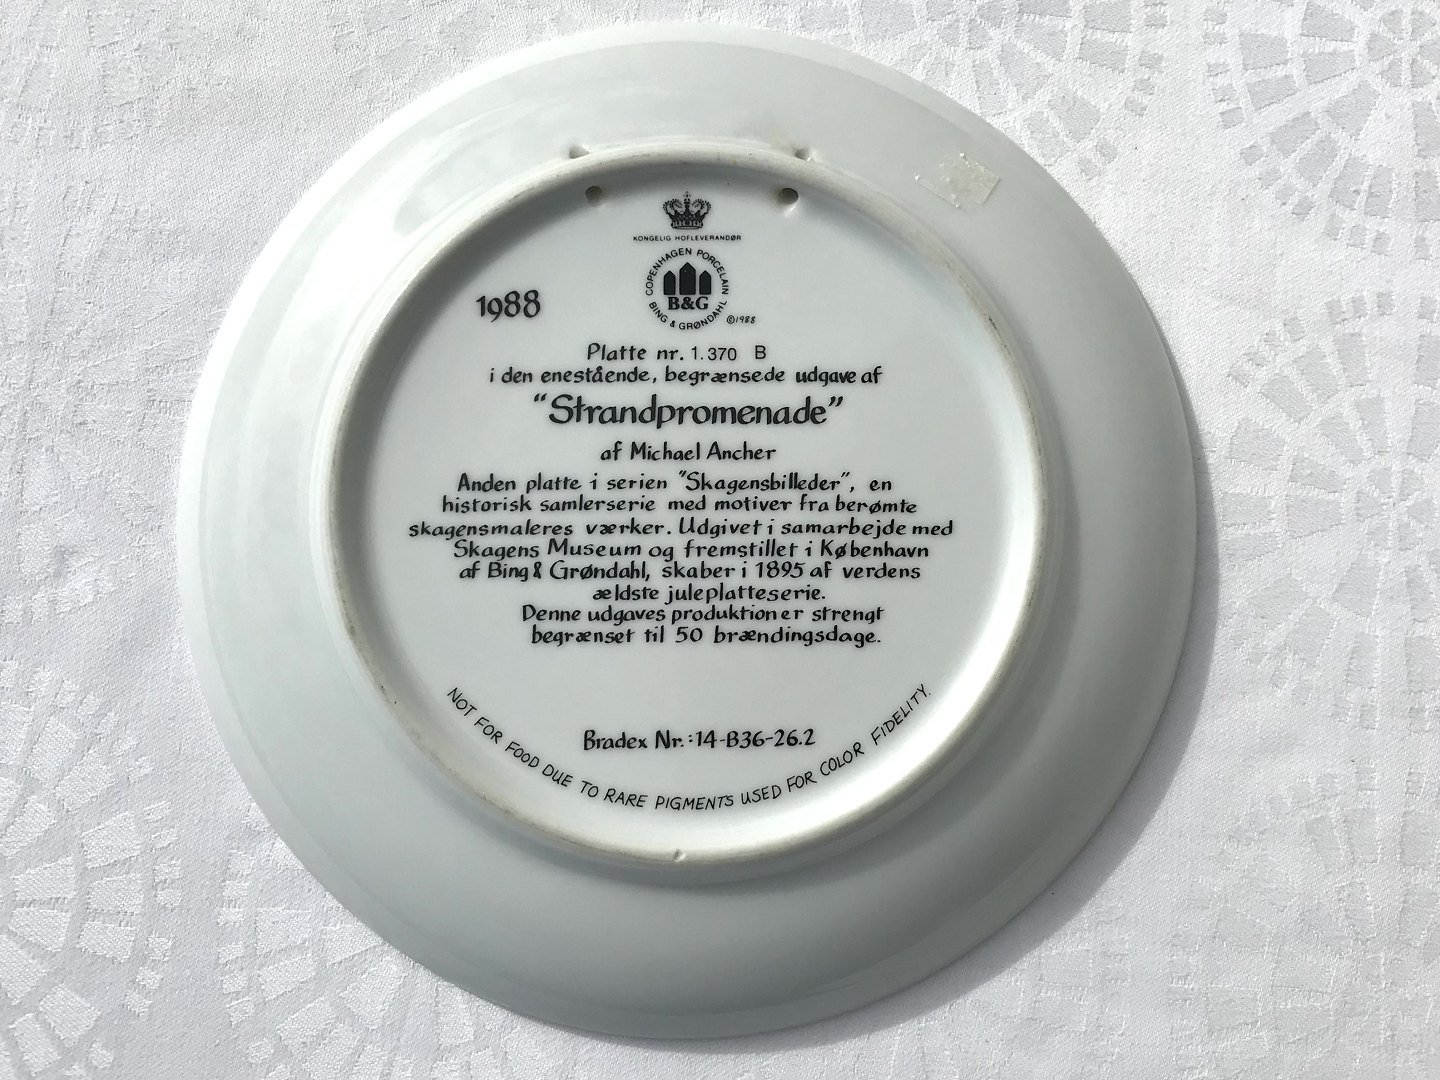 KONGELIG HOFLEVERANDØR
COPENHAGEN PORCELAIN
B&G
BING & GRØNDAHL
©1988
1988
Platte nr. 1.370 B
i den enestående, begrænsede udgave af
"Strandpromenade"
af Michael Ancher
Anden platte i serien "Skagensbilleder", en
historisk samlerserie med motiver fra berømte
skagensmaleres værker. Udgivet i samarbejde med
Skagens Museum og fremstillet i København
af Bing & Grøndahl, skaber i 1895 af verdens
ældste juleplatteserie.
Denne udgaves produktion er strengt
begrænset til 50 brændingsdage.
Bradex Nr.: 14-B36-26.2
NOT FOR FOOD DUE TO RARE PIGMENTS USED FOR COLOR FIDELITY.